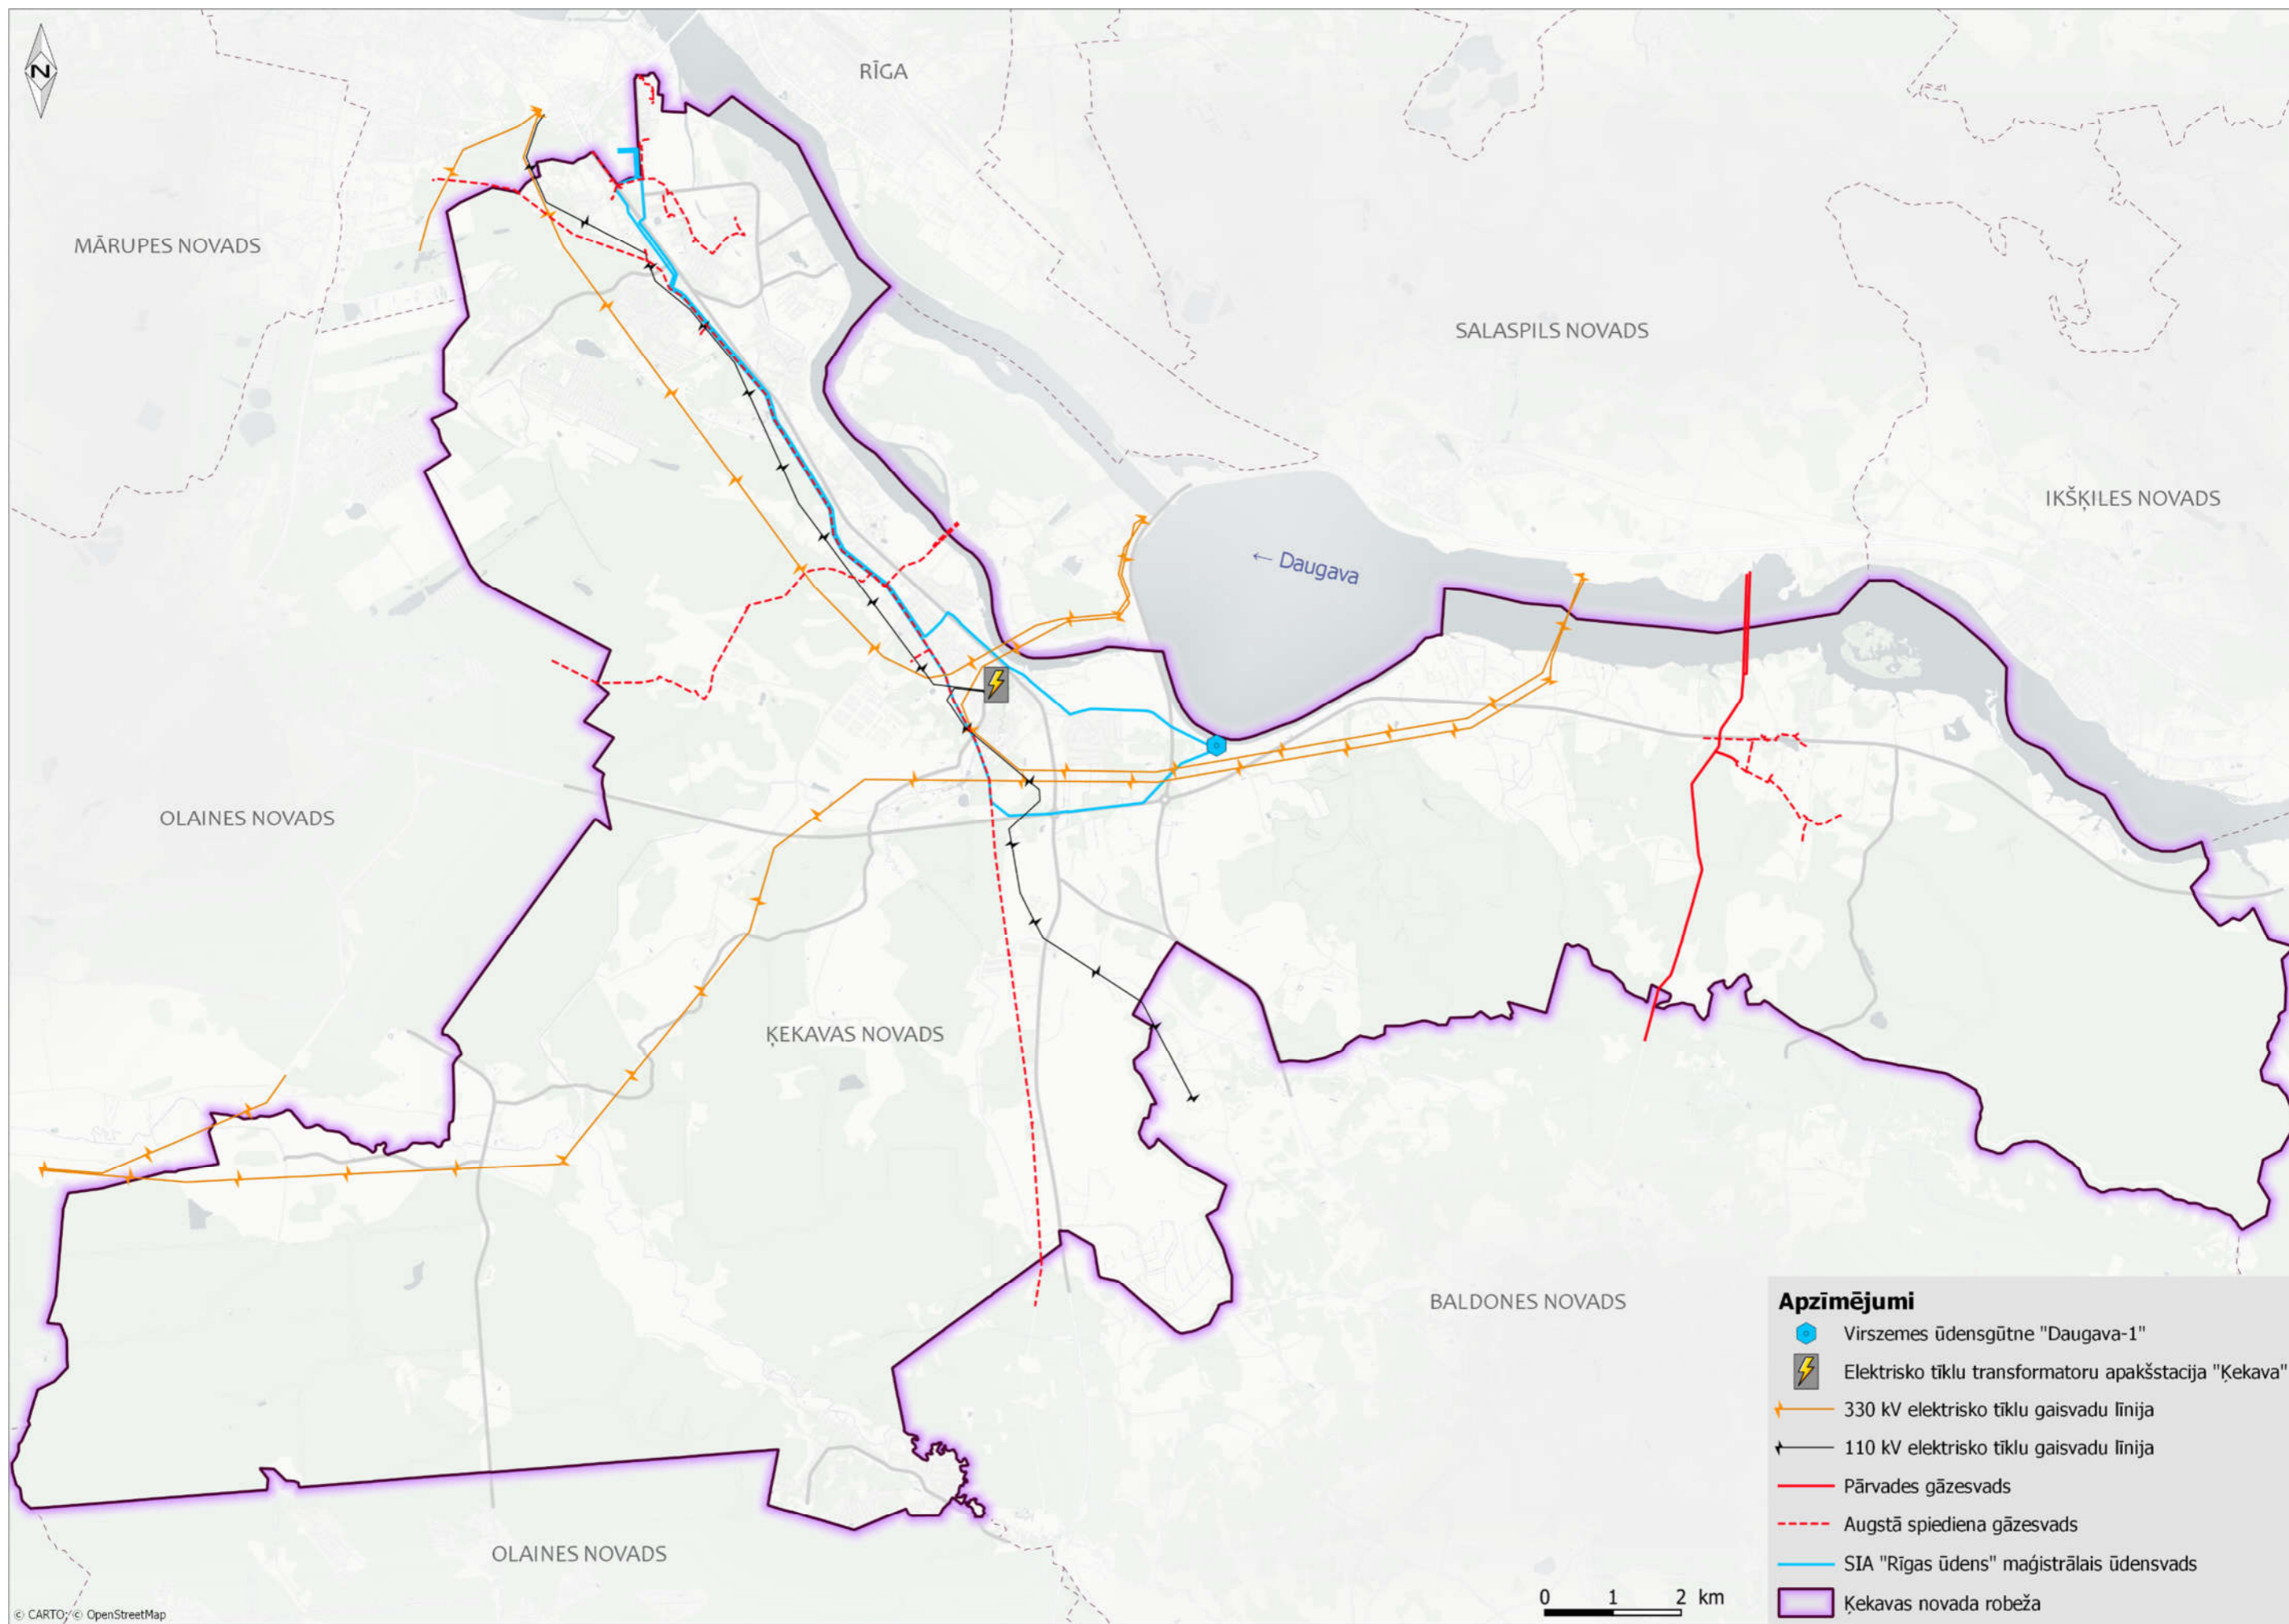 N
RĪGA
MĀRUPES NOVADS
SALASPILS NOVADS
IKŠĶILES NOVADS
← Daugava
OLAINES NOVADS
ĶEKAVAS NOVADS
BALDONES NOVADS
OLAINES NOVADS
Apzīmējumi
Virszemes ūdensgūtne "Daugava-1"
Elektrisko tīklu transformatoru apakšstacija "Ķekava"
330 kV elektrisko tīklu gaisvadu līnija
110 kV elektrisko tīklu gaisvadu līnija
Pārvades gāzesvads
Augstā spiediena gāzesvads
SIA "Rīgas ūdens" maģistrālais ūdensvads
Ķekavas novada robeža
0 1 2 km
© CARTO; © OpenStreetMap